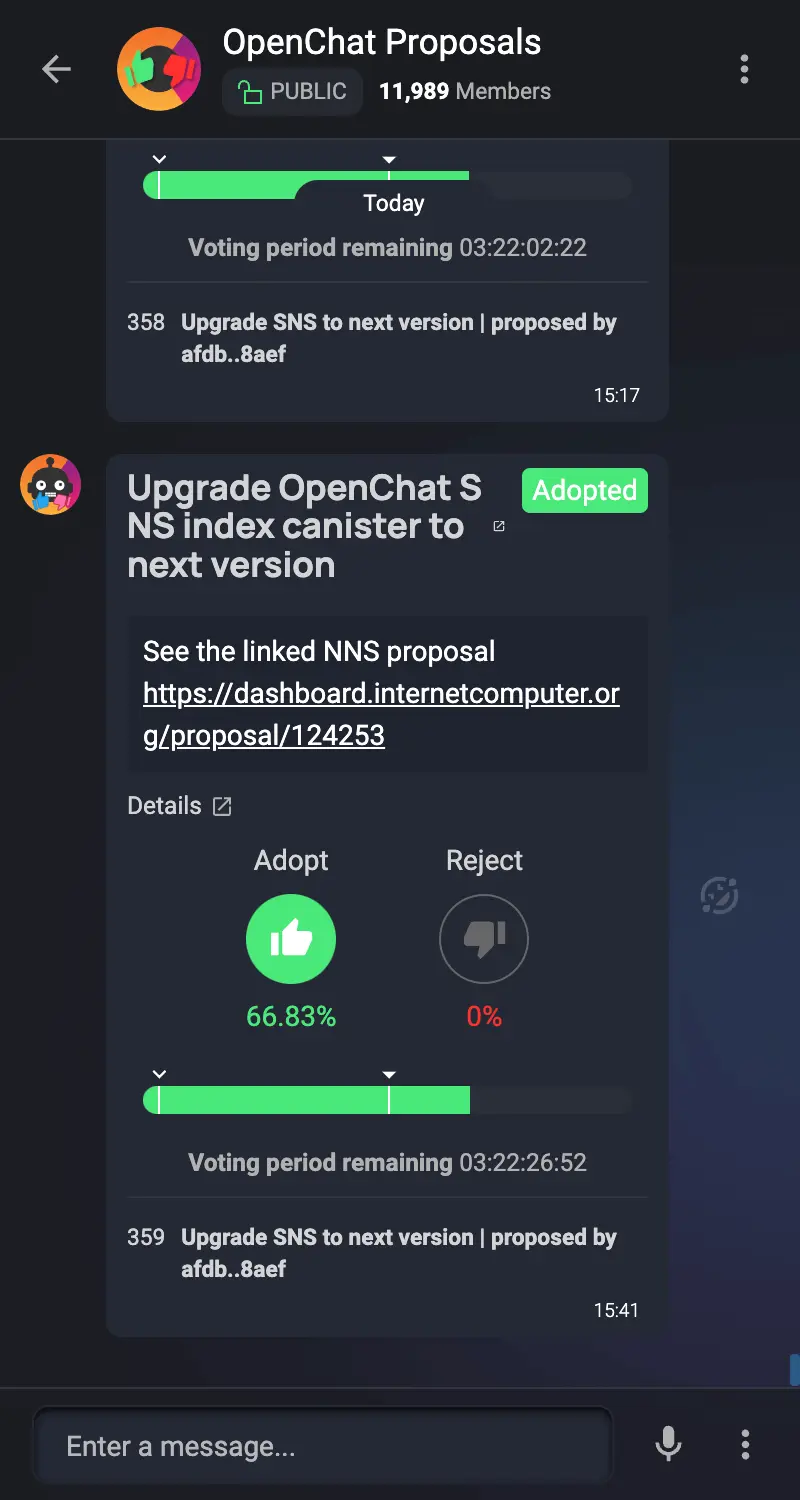 OpenChat Proposals
PUBLIC 11,989 Members
Today
Voting period remaining 03:22:02:22
358 Upgrade SNS to next version | proposed by
afdb..8aef
15:17
Upgrade OpenChat S
NS index canister to
next version
Adopted
See the linked NNS proposal
https://dashboard.internetcomputer.or
g/proposal/124253
Details
Adopt Reject
66.83% 0%
Voting period remaining 03:22:26:52
359 Upgrade SNS to next version | proposed by
afdb..8aef
15:41
Enter a message...